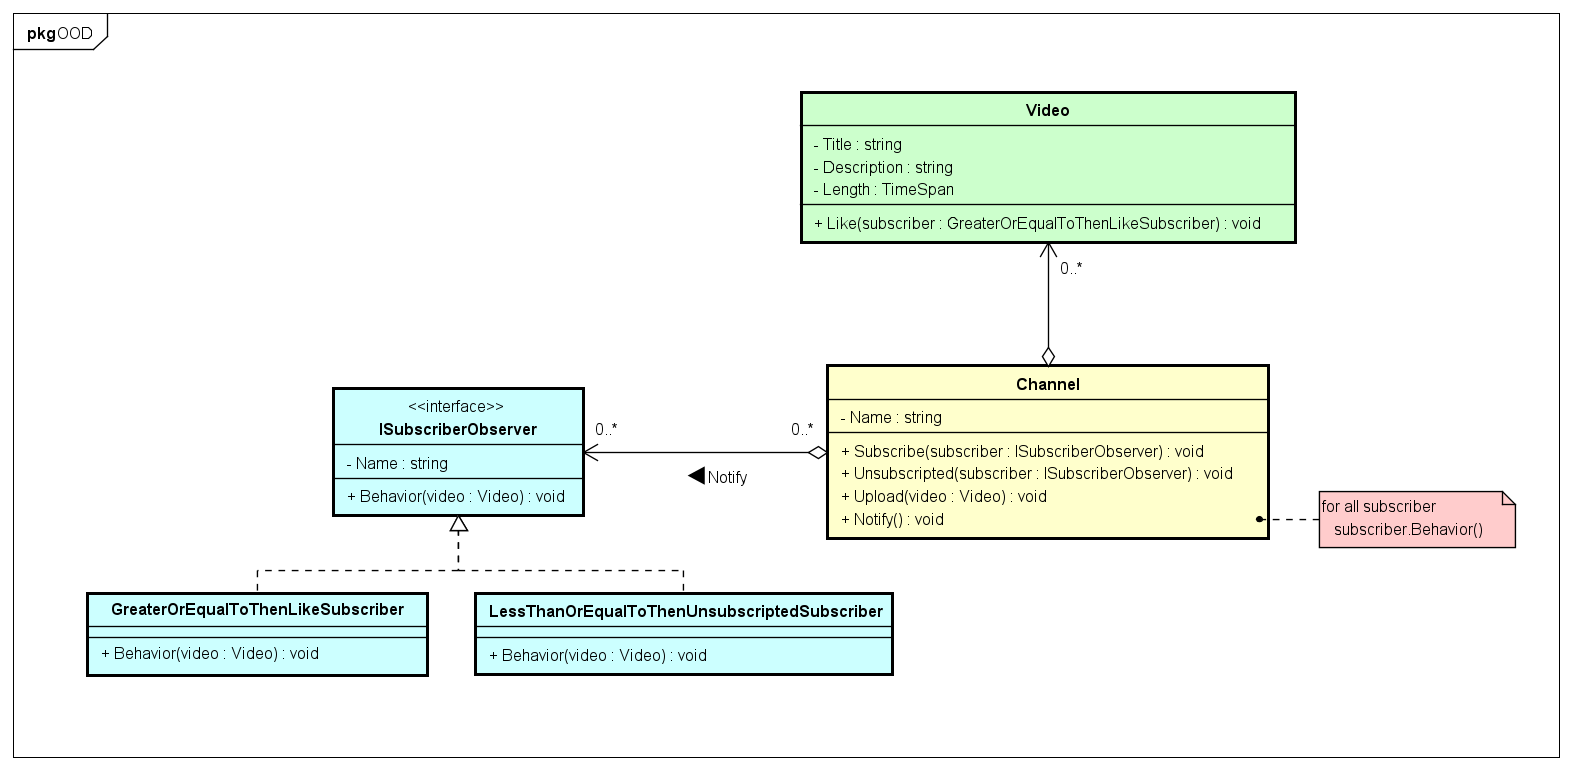 pkg OOD
Video
- Title : string
- Description : string
- Length : TimeSpan
+ Like(subscriber : GreaterOrEqualToThenLikeSubscriber) : void
0..*
Channel
- Name : string
+ Subscribe(subscriber : ISubscriberObserver) : void
+ Unsubscripted(subscriber : ISubscriberObserver) : void
+ Upload(video : Video) : void
+ Notify() : void
<<interface>>
ISubscriberObserver
- Name : string
+ Behavior(video : Video) : void
0..*
0..*
Notify
for all subscriber
subscriber.Behavior()
GreaterOrEqualToThenLikeSubscriber
+ Behavior(video : Video) : void
LessThanOrEqualToThenUnsubscriptedSubscriber
+ Behavior(video : Video) : void